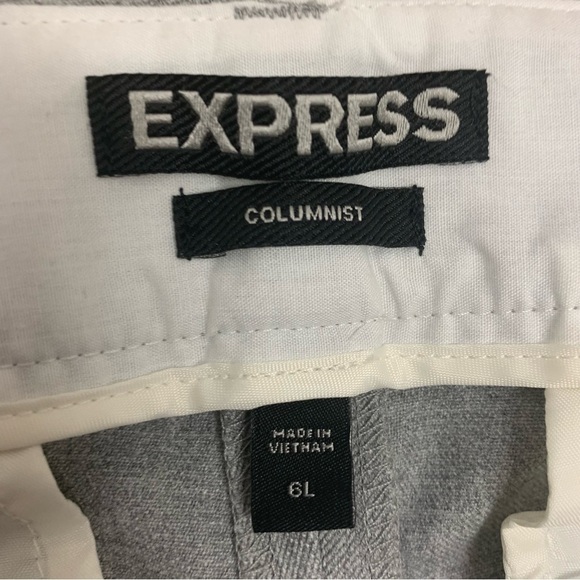 EXPRESS
COLUMNIST
MADE IN
VIETNAM
6L